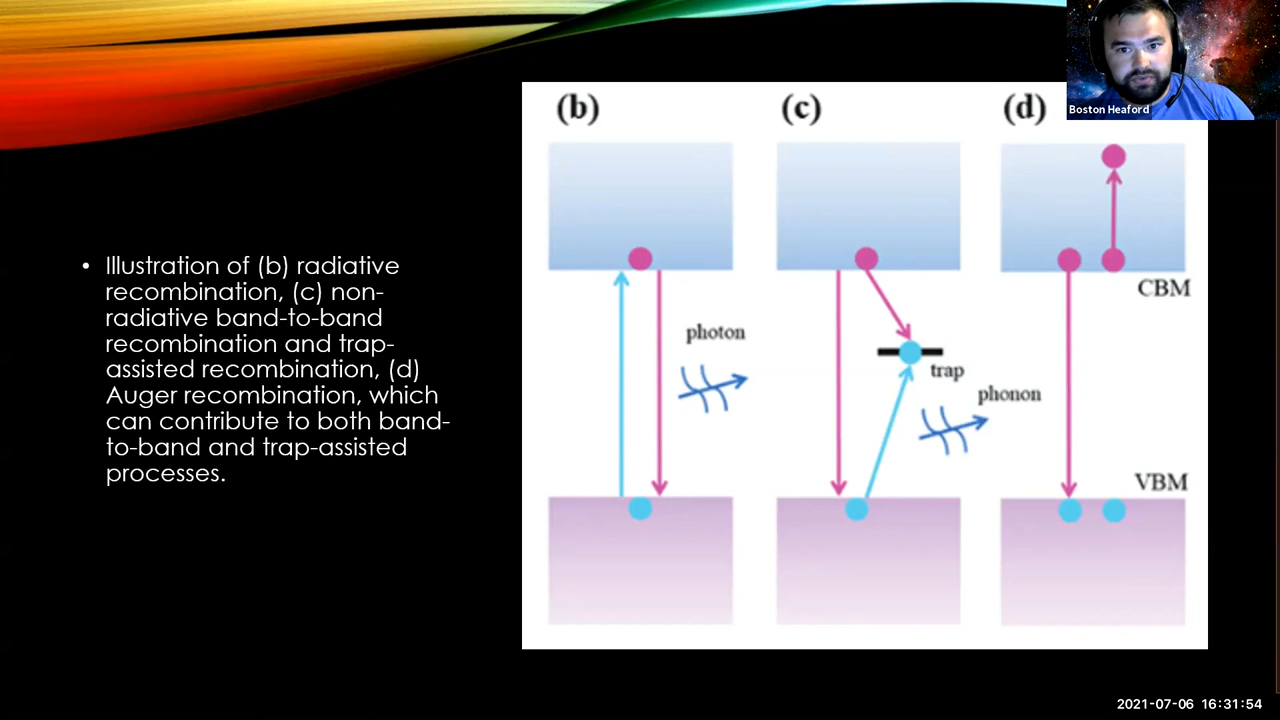 Boston Heaford
• Illustration of (b) radiative
recombination, (c) non-
radiative band-to-band
recombination and trap-
assisted recombination, (d)
Auger recombination, which
can contribute to both band-
to-band and trap-assisted
processes.
(b) (c) (d)
CBM
photon
trap
phonon
VBM
2021-07-06 16:31:54